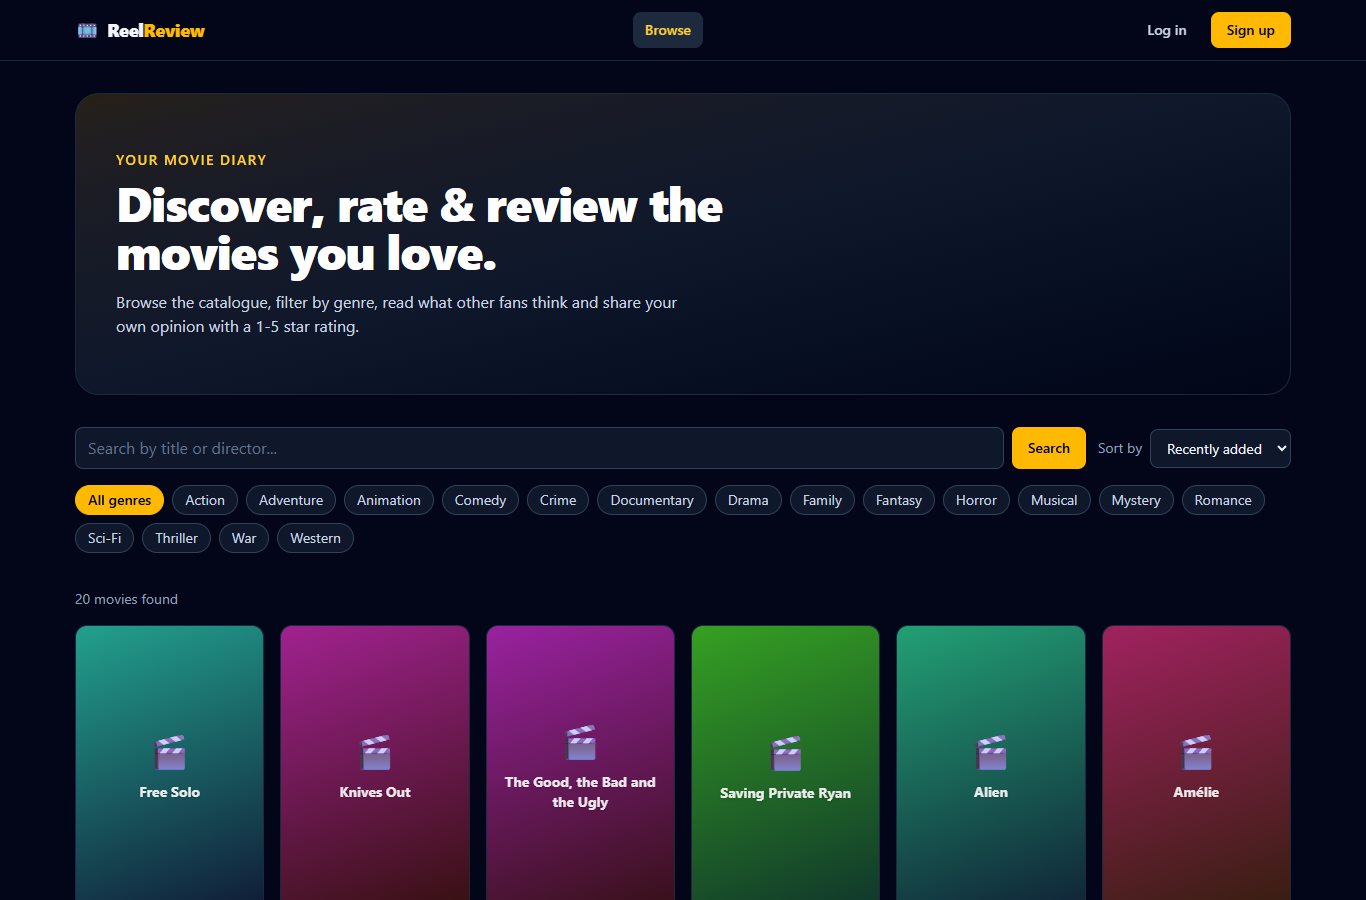 ReelReview
Browse
Log in
Sign up
YOUR MOVIE DIARY
Discover, rate & review the
movies you love.
Browse the catalogue, filter by genre, read what other fans think and share your
own opinion with a 1-5 star rating.
Search by title or director...
Search
Sort by
Recently added
All genres
Action
Adventure
Animation
Comedy
Crime
Documentary
Drama
Family
Fantasy
Horror
Musical
Mystery
Romance
Sci-Fi
Thriller
War
Western
20 movies found
Free Solo
Knives Out
The Good, the Bad and
the Ugly
Saving Private Ryan
Alien
Amélie